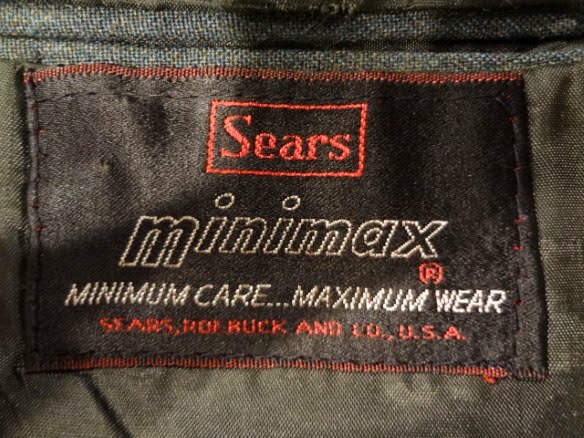 Sears
minimax
®
MINIMUM CARE...MAXIMUM WEAR
SEARS, ROEBUCK AND CO., U.S.A.